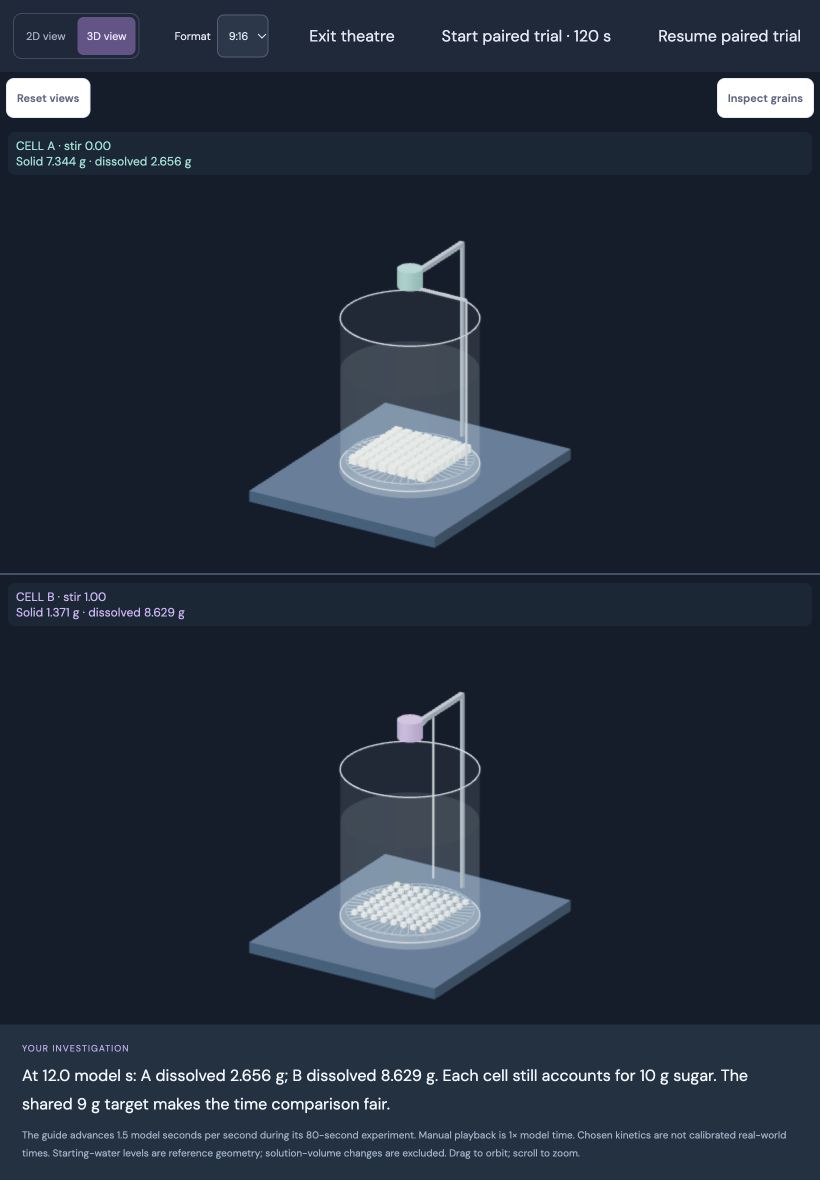 2D view
3D view
Format
9:16
Exit theatre
Start paired trial · 120 s
Resume paired trial
Reset views
Inspect grains
CELL A · stir 0.00
Solid 7.344 g · dissolved 2.656 g
CELL B · stir 1.00
Solid 1.371 g · dissolved 8.629 g
YOUR INVESTIGATION
At 12.0 model s: A dissolved 2.656 g; B dissolved 8.629 g. Each cell still accounts for 10 g sugar. The
shared 9 g target makes the time comparison fair.
The guide advances 1.5 model seconds per second during its 80-second experiment. Manual playback is 1× model time. Chosen kinetics are not calibrated real-world
times. Starting-water levels are reference geometry; solution-volume changes are excluded. Drag to orbit; scroll to zoom.